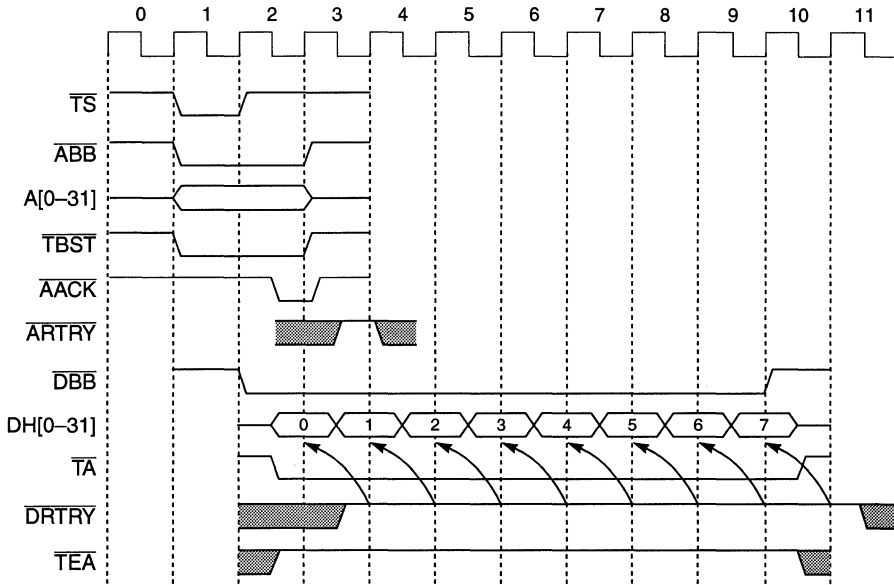 0 1 2 3 4 5 6 7 8 9 10 11
TS
ABB
A[0–31]
TBST
AACK
ARTRY
DBB
DH[0–31] 0 1 2 3 4 5 6 7
TA
DRTRY
TEA